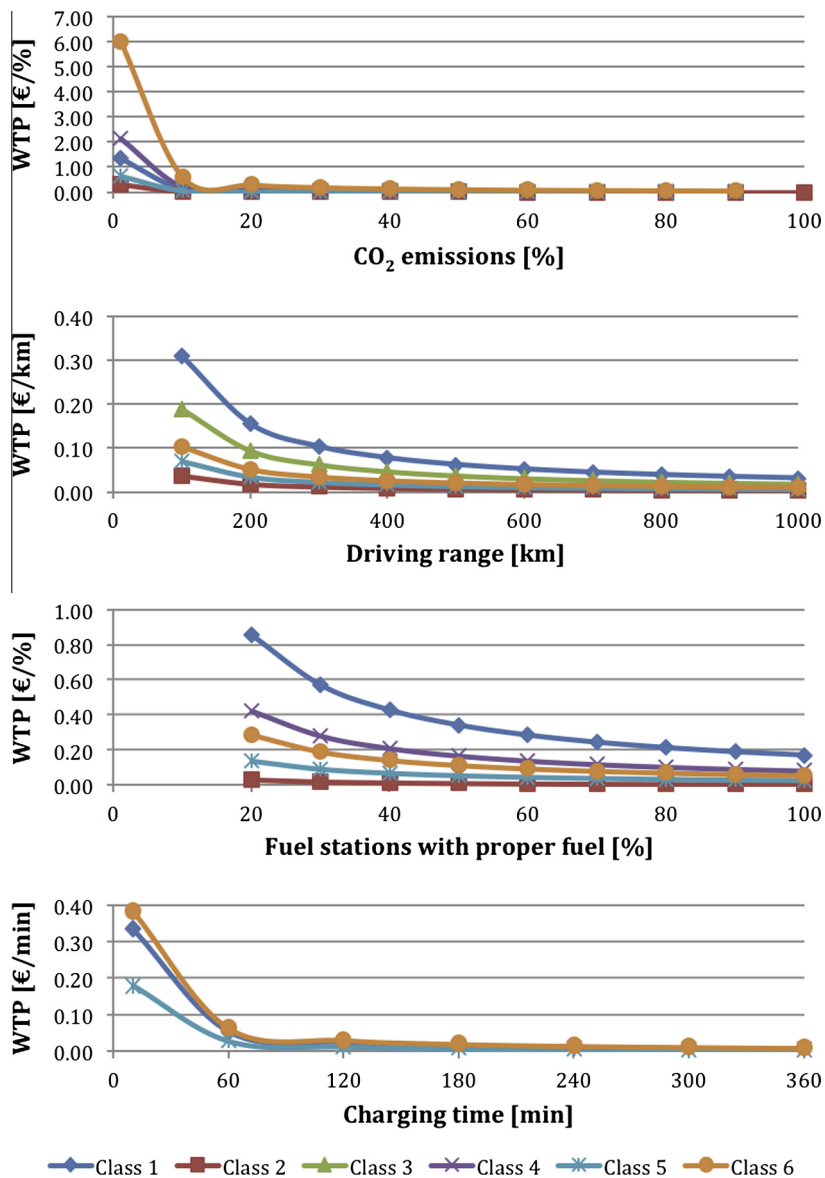 7.00
6.00
5.00
4.00
3.00
2.00
1.00
0.00
WTP [€/%]
0 20 40 60 80 100
CO₂ emissions [%]
0.40
0.30
0.20
0.10
0.00
WTP [€/km]
0 200 400 600 800 1000
Driving range [km]
1.00
0.80
0.60
0.40
0.20
0.00
WTP [€/%]
0 20 40 60 80 100
Fuel stations with proper fuel [%]
0.40
0.30
0.20
0.10
0.00
WTP [€/min]
0 60 120 180 240 300 360
Charging time [min]
Class 1 Class 2 Class 3 Class 4 Class 5 Class 6